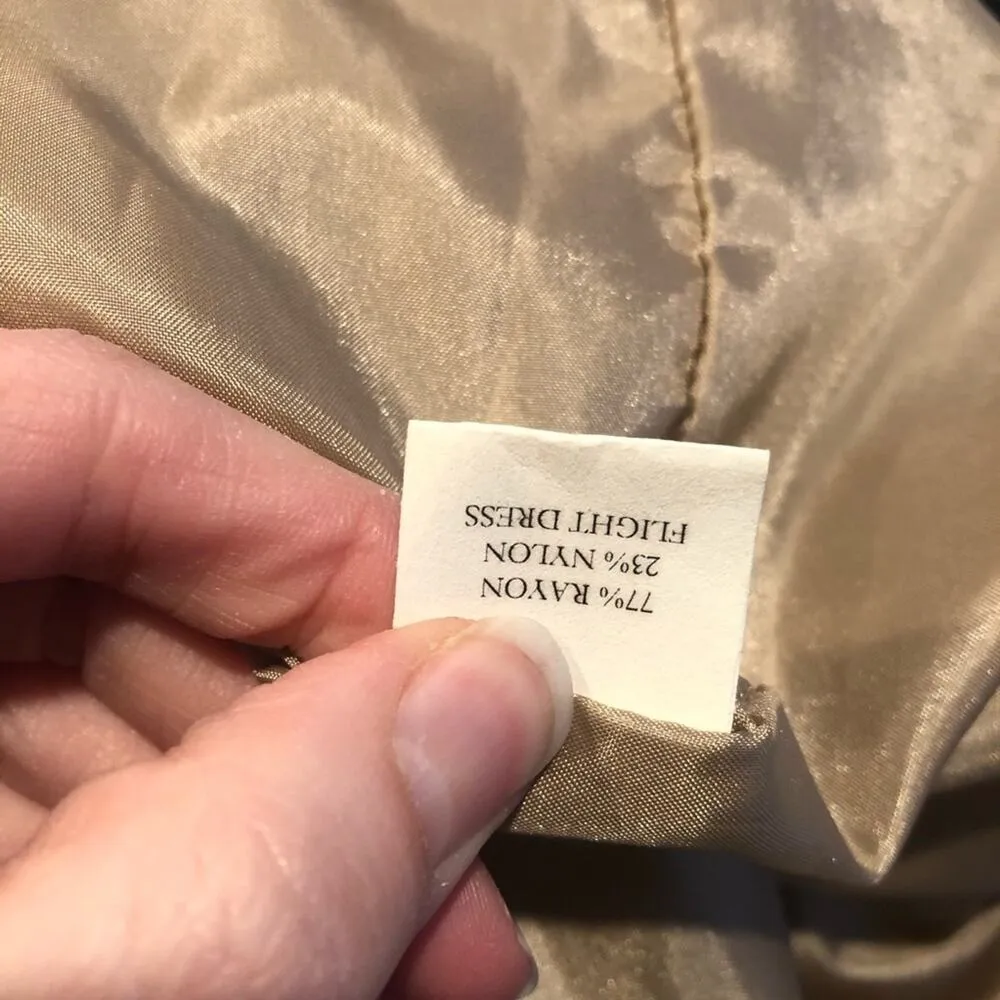 77% RAYON
23% NYLON
FLIGHT DRESS